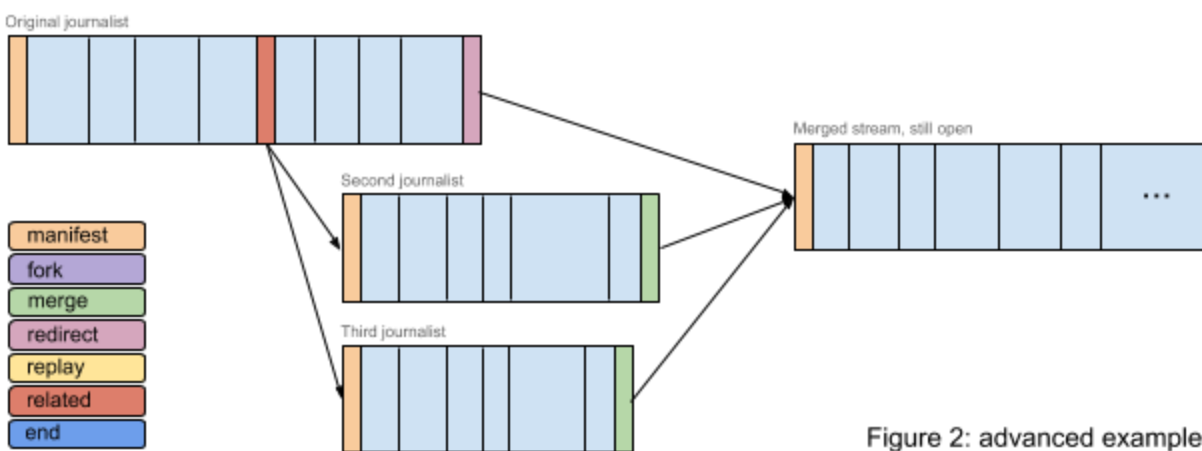 Original journalist
Merged stream, still open
...
Second journalist
manifest
fork
merge
redirect
replay
related
end
Third journalist
Figure 2: advanced example